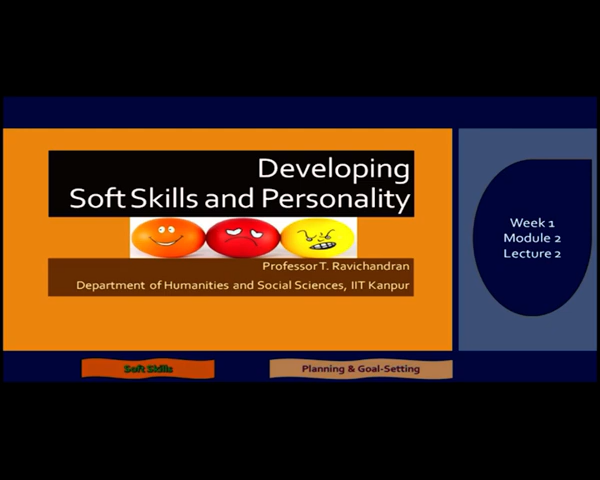 Developing
Soft Skills and Personality
Professor T. Ravichandran
Department of Humanities and Social Sciences, IIT Kanpur
Week 1
Module 2
Lecture 2
Soft Skills
Planning & Goal-Setting